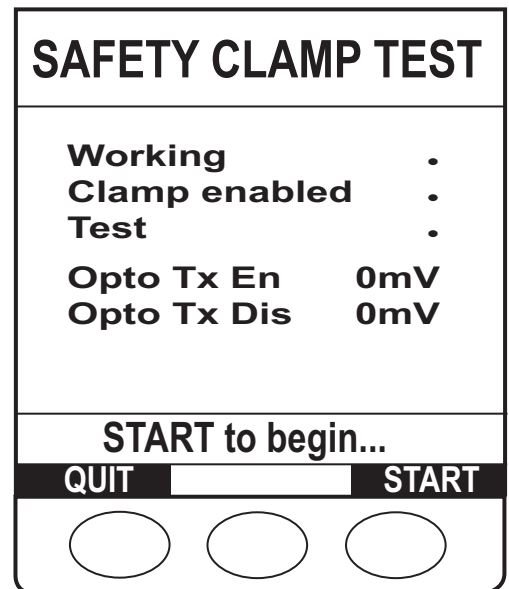 SAFETY CLAMP TEST
Working .
Clamp enabled .
Test .
Opto Tx En 0mV
Opto Tx Dis 0mV
START to begin...
QUIT START